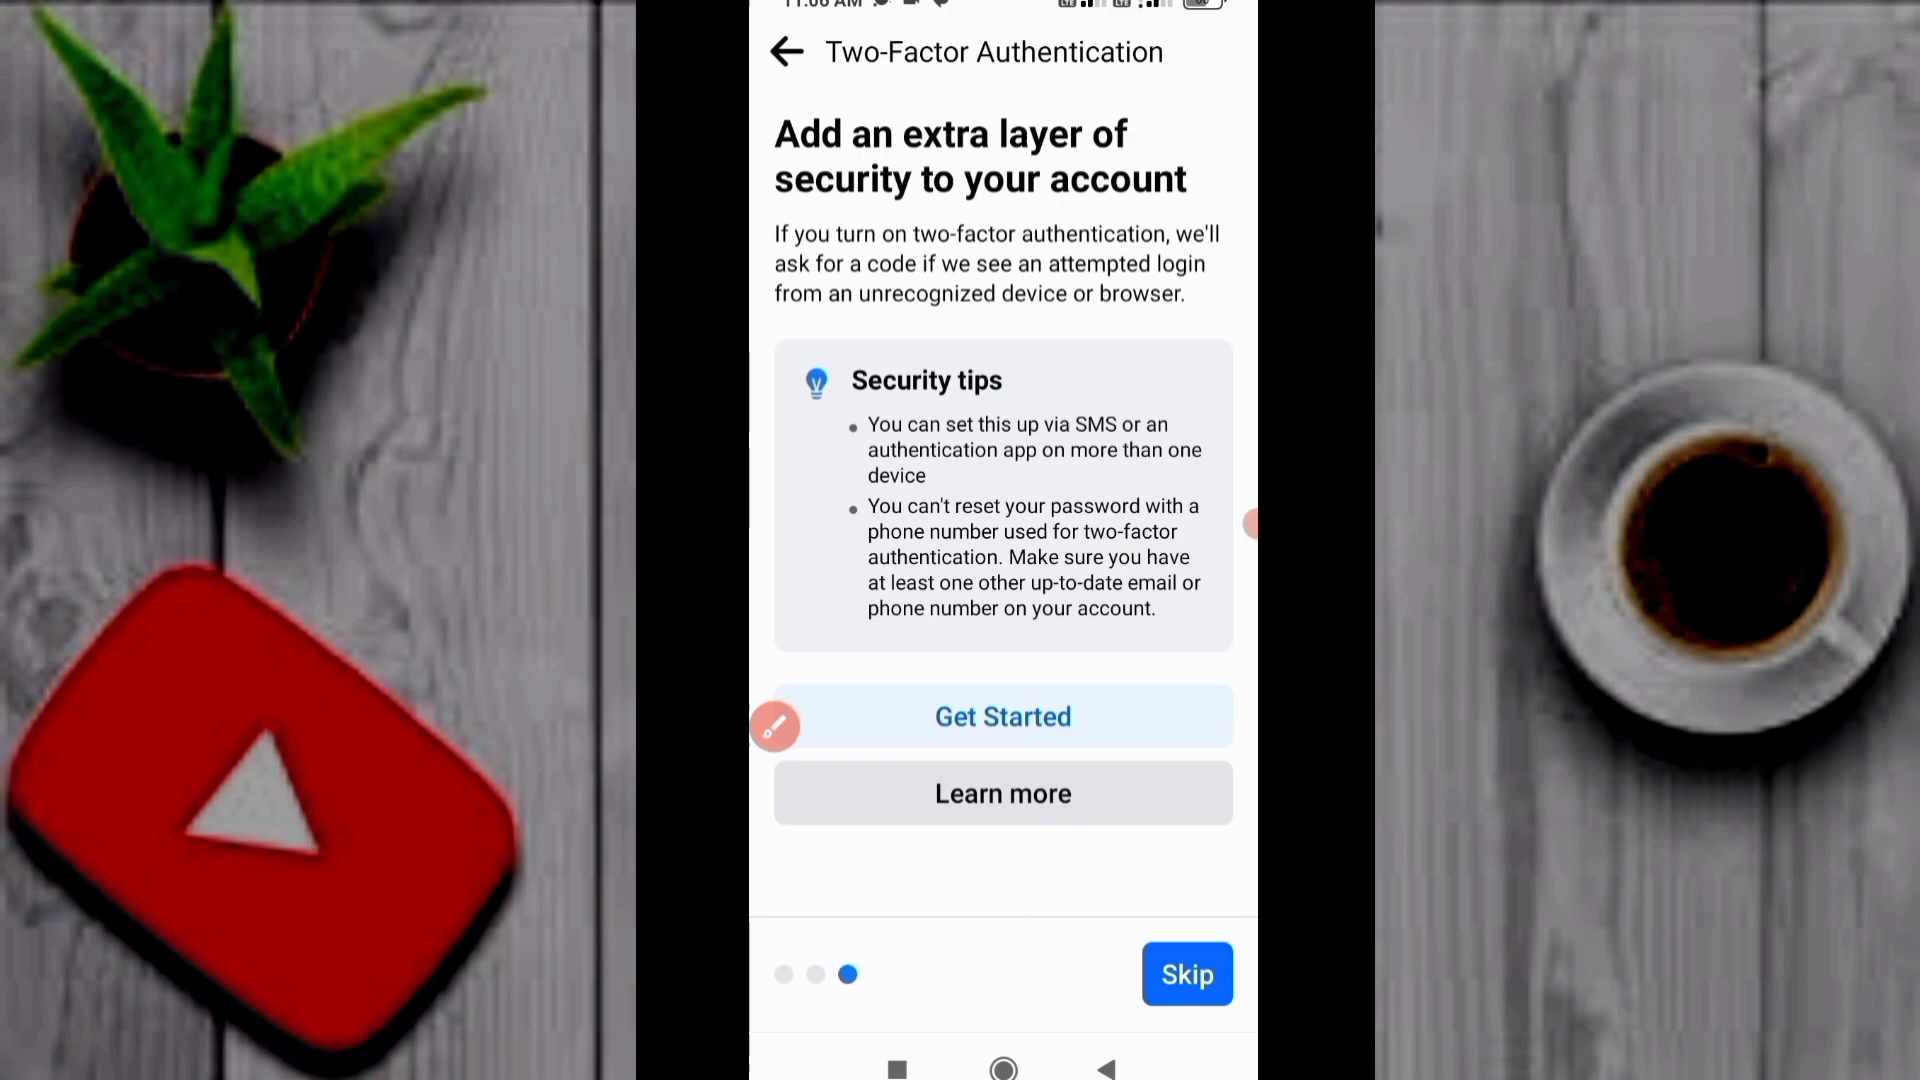 11:06 AM
Two-Factor Authentication
Add an extra layer of
security to your account
If you turn on two-factor authentication, we'll
ask for a code if we see an attempted login
from an unrecognized device or browser.
Security tips
You can set this up via SMS or an
authentication app on more than one
device
You can't reset your password with a
phone number used for two-factor
authentication. Make sure you have
at least one other up-to-date email or
phone number on your account.
Get Started
Learn more
Skip